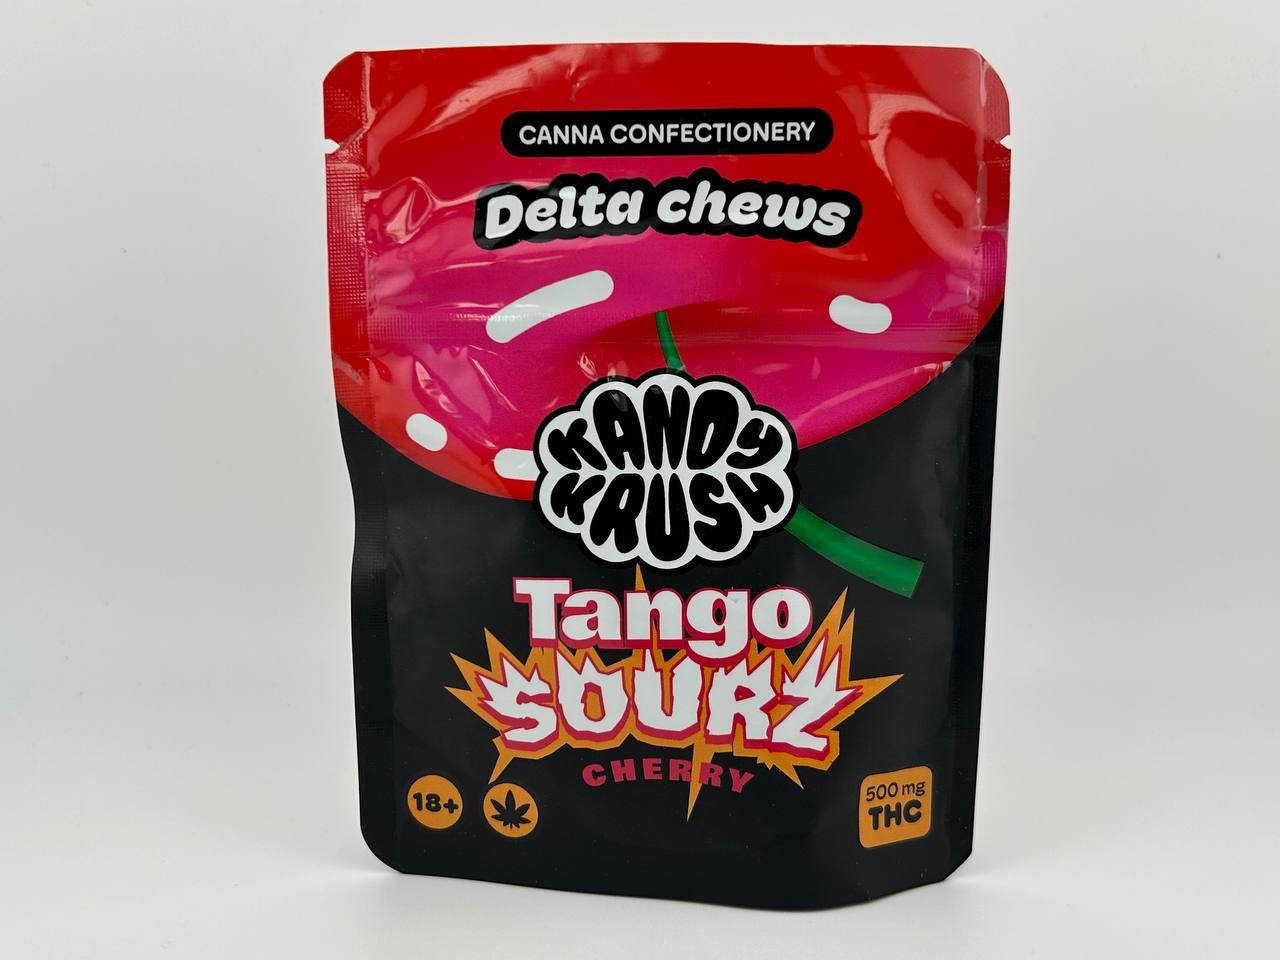 CANNA CONFECTIONERY
Delta chews
KANDY
KRUSH
Tango
SOURZ
CHERRY
18+
500 mg
THC